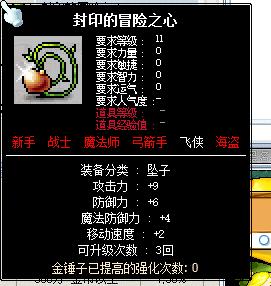 封印的冒险之心
要求等级： 11
要求力量： 0
要求敏捷： 0
要求智力： 0
要求运气： 0
要求人气度： -
道具等级： -
道具经验值： -
新手 战士 魔法师 弓箭手 飞侠 海盗
装备分类 ： 坠子
攻击力 ： +9
防御力 ： +6
魔法防御力 ： +4
移动速度 ： +2
可升级次数 ： 3回
金锤子已提高的强化次数: 0